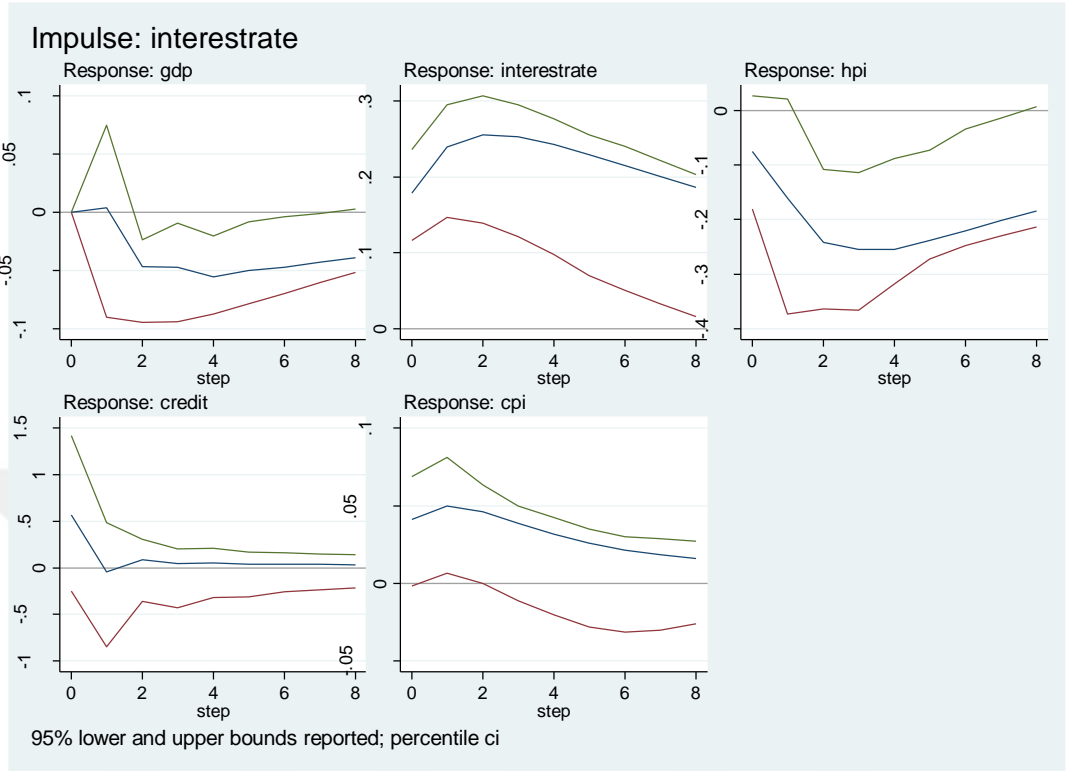 Impulse: interestrate
Response: gdp
.1
.05
0
-.05
-.1
0 2 4 6 8
step
Response: interestrate
.3
.2
.1
0
0 2 4 6 8
step
Response: hpi
0
-.1
-.2
-.3
-.4
0 2 4 6 8
step
Response: credit
1.5
1
.5
0
-.5
-1
0 2 4 6 8
step
Response: cpi
.1
.05
0
-.05
0 2 4 6 8
step
95% lower and upper bounds reported; percentile ci